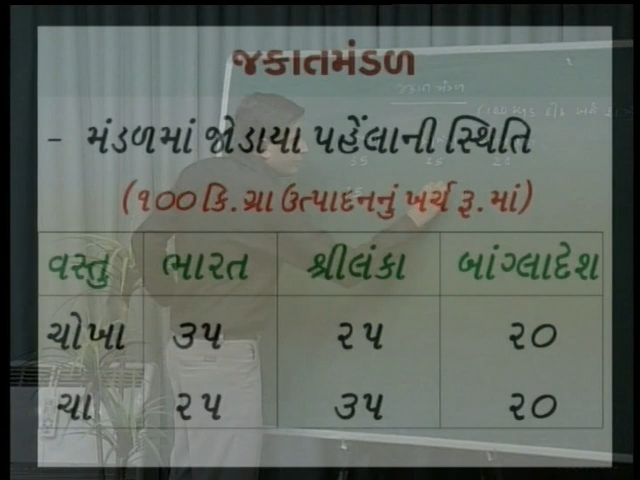 જકાતમંડળ
- મંડળમાં જોડાયા પહેંલાની સ્થિતિ
(૧૦૦ કિ.ગ્રા ઉત્પાદનનું ખર્ચ રૂ.માં)
વસ્તુ ભારત શ્રીલંકા બાંગ્લાદેશ
ચોખા ૩૫ ૨૫ ૨૦
ચા ૨૫ ૩૫ ૨૦